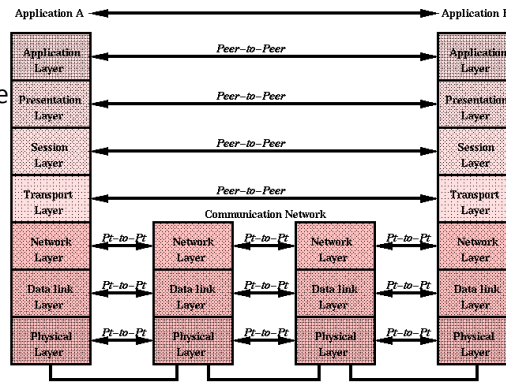 Application A
Application
Peer-to-Peer
Application
Layer
Layer
Peer-to-Peer
Presentation
Layer
Presentation
Layer
Peer-to-Peer
Session
Layer
Session
Layer
Peer-to-Peer
Transport
Layer
Transport
Layer
Communication Network
Network
Layer
Pt-to-Pt
Network
Layer
Pt-to-Pt
Network
Layer
Pt-to-Pt
Network
Layer
Data link
Layer
Pt-to-Pt
Data link
Layer
Pt-to-Pt
Data link
Layer
Pt-to-Pt
Data link
Layer
Physical
Layer
Pt-to-Pt
Physical
Layer
Pt-to-Pt
Physical
Layer
Pt-to-Pt
Physical
Layer